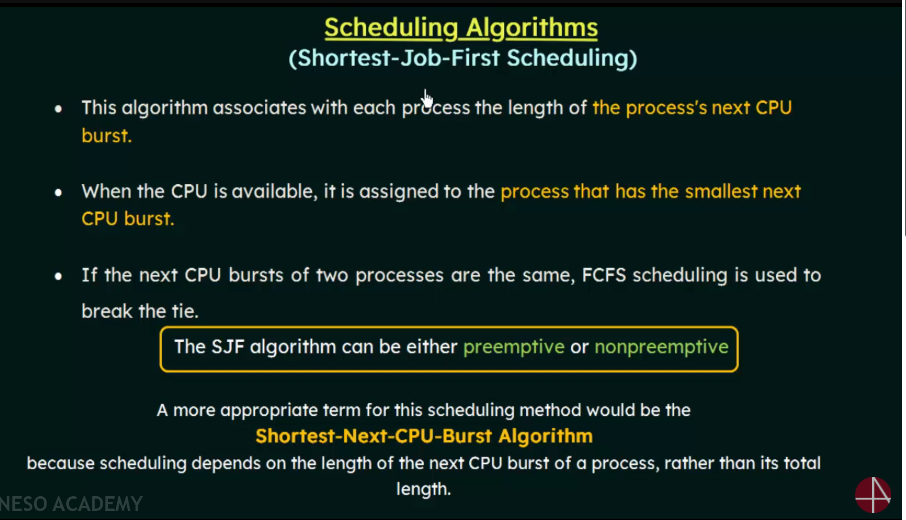 Scheduling Algorithms
(Shortest-Job-First Scheduling)
• This algorithm associates with each process the length of the process's next CPU
burst.
• When the CPU is available, it is assigned to the process that has the smallest next
CPU burst.
• If the next CPU bursts of two processes are the same, FCFS scheduling is used to
break the tie.
The SJF algorithm can be either preemptive or nonpreemptive
A more appropriate term for this scheduling method would be the
Shortest-Next-CPU-Burst Algorithm
because scheduling depends on the length of the next CPU burst of a process, rather than its total
length.
NESO ACADEMY